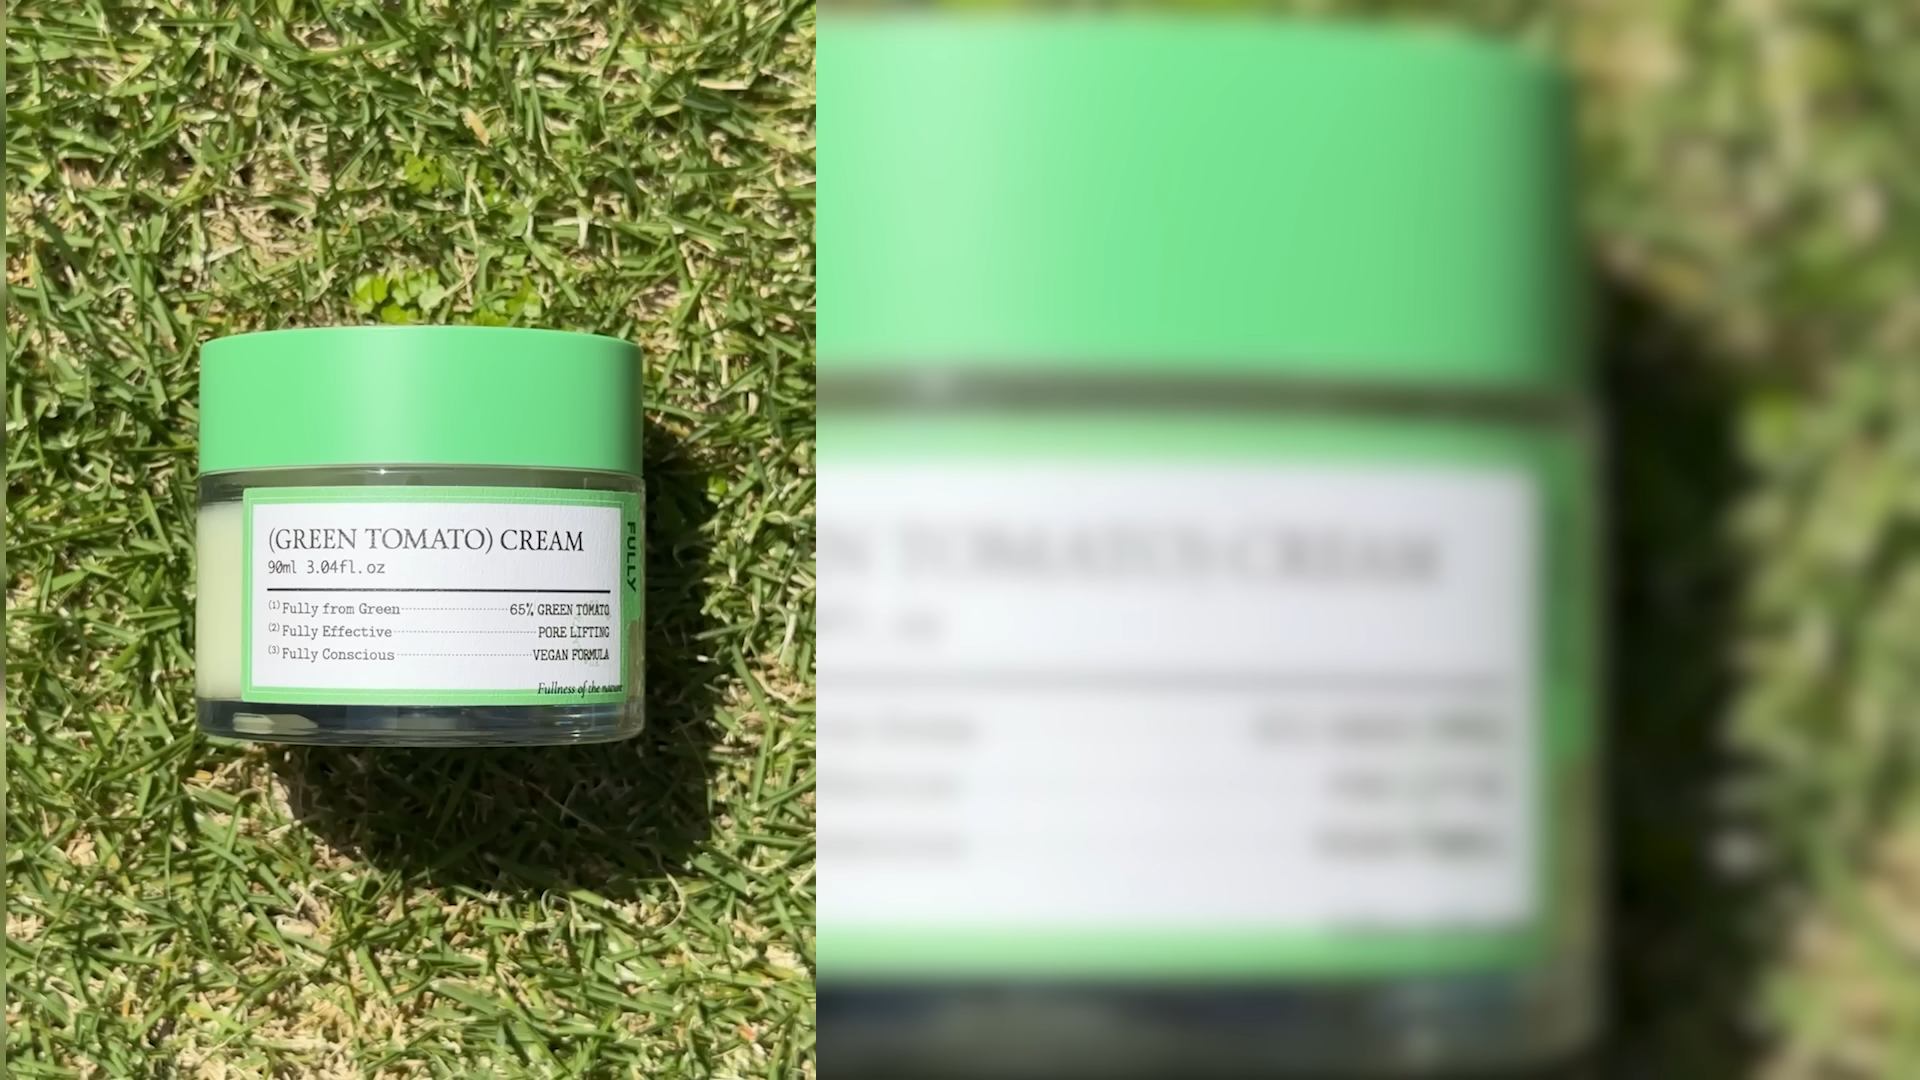 (GREEN TOMATO) CREAM
90ml 3.04fl.oz
(1) Fully from Green 65% GREEN TOMATO
(2) Fully Effective PORE LIFTING
(3) Fully Conscious VEGAN FORMULA
Fullness of the nature
FULLY